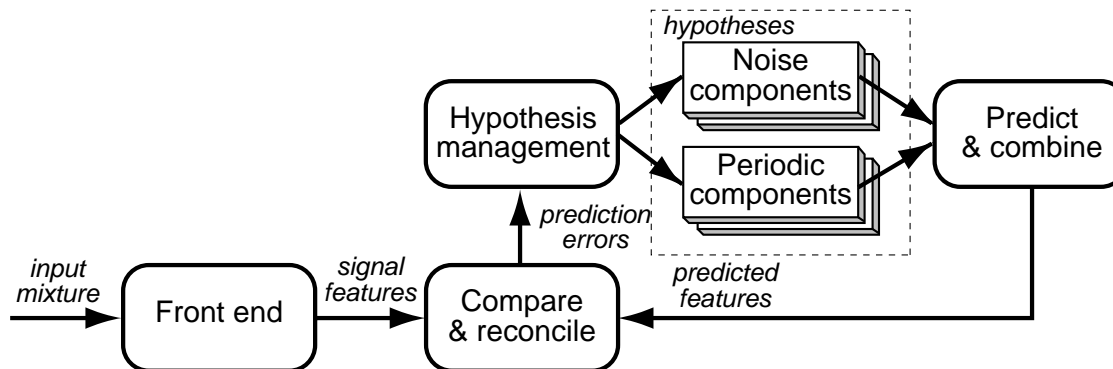 hypotheses
Noise
components
Hypothesis
management
Predict
& combine
Periodic
components
prediction
errors
input
mixture
signal
features
predicted
features
Front end
Compare
& reconcile